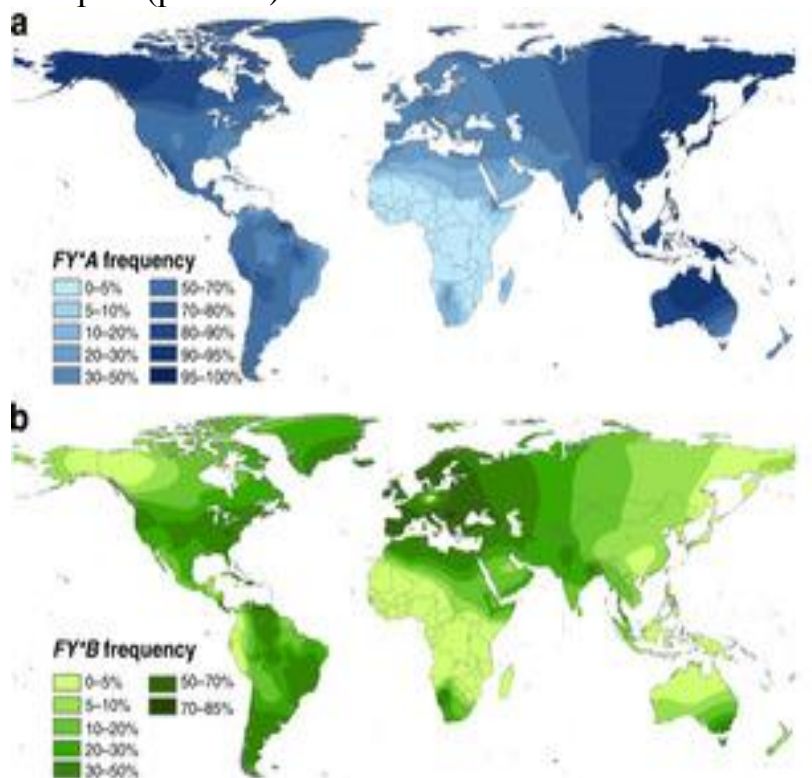 a
FY*A frequency
0–5% 50–70%
5–10% 70–80%
10–20% 80–90%
20–30% 90–95%
30–50% 95–100%
b
FY*B frequency
0–5% 50–70%
5–10% 70–85%
10–20%
20–30%
30–50%